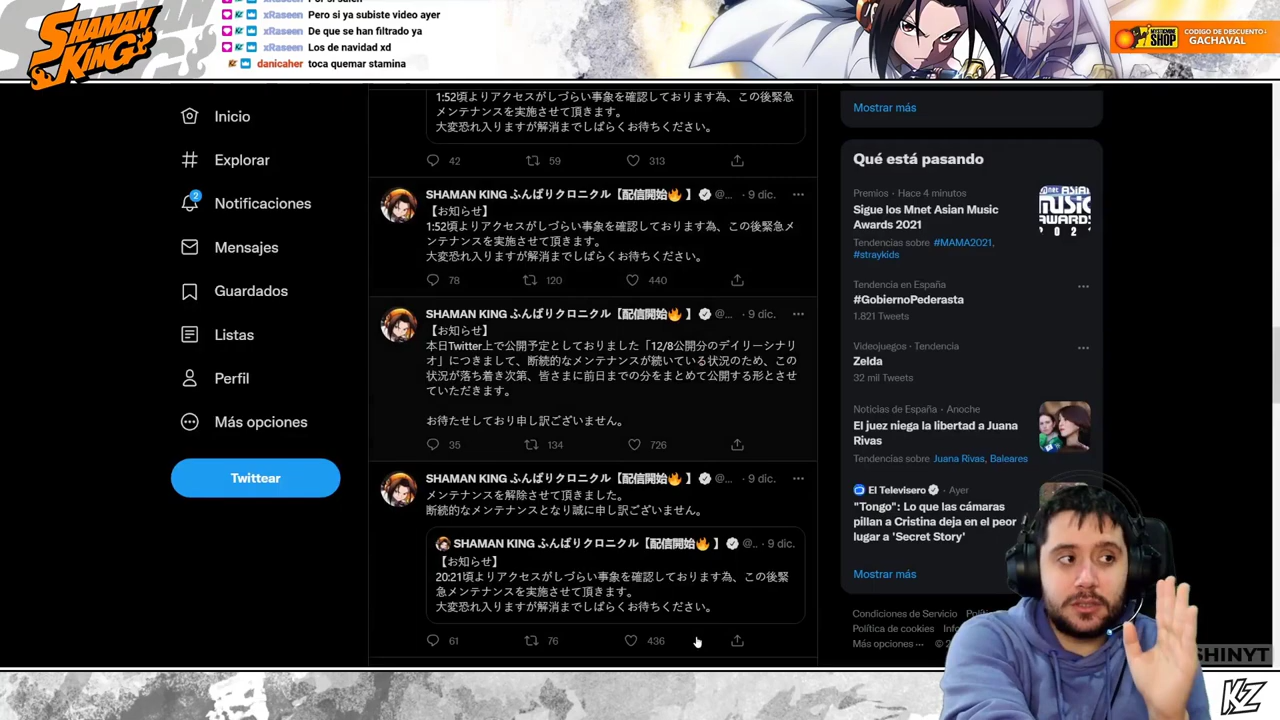 SHAMAN KING
xRaseen Pero si ya subiste video ayer
xRaseen De que se han filtrado ya
xRaseen Los de navidad xd
danicaher toca quemar stamina
MYSTICMINE SHOP
CODIGO DE DESCUENTO
GACHAVAL
Inicio
Explorar
2
Notificaciones
Mensajes
Guardados
Listas
Perfil
Más opciones
Twittear
1:52頃よりアクセスがしづらい事象を確認しております為、この後緊急
メンテナンスを実施させて頂きます。
大変恐れ入りますが解消までしばらくお待ちください。
42 59 313
SHAMAN KING ふんばりクロニクル【配信開始🔥 】 @... · 9 dic.
【お知らせ】
1:52頃よりアクセスがしづらい事象を確認しております為、この後緊急メ
ンテナンスを実施させて頂きます。
大変恐れ入りますが解消までしばらくお待ちください。
78 120 440
SHAMAN KING ふんばりクロニクル【配信開始🔥 】 @... · 9 dic.
【お知らせ】
本日Twitter上で公開予定としておりました「12/8公開分のデイリーシナリ
オ」につきまして、断続的なメンテナンスが続いている状況のため、この
状況が落ち着き次第、皆さまに前日までの分をまとめて公開する形とさせ
ていただきます。
お待たせしており申し訳ございません。
35 134 726
SHAMAN KING ふんばりクロニクル【配信開始🔥 】 @... · 9 dic.
メンテナンスを解除させて頂きました。
断続的なメンテナンスとなり誠に申し訳ございません。
SHAMAN KING ふんばりクロニクル【配信開始🔥 】 @.. · 9 dic.
【お知らせ】
20:21頃よりアクセスがしづらい事象を確認しております為、この後緊
急メンテナンスを実施させて頂きます。
大変恐れ入りますが解消までしばらくお待ちください。
61 76 436
Mostrar más
Qué está pasando
Premios · Hace 4 minutos
Sigue los Mnet Asian Music
Awards 2021
Tendencias sobre #MAMA2021,
#straykids
Mnet ASIAN MUSIC AWARDS 2021
Tendencia en España
#GobiernoPederasta
1.821 Tweets
Videojuegos · Tendencia
Zelda
32 mil Tweets
Noticias de España · Anoche
El juez niega la libertad a Juana
Rivas
Tendencias sobre Juana Rivas, Baleares
El Televisero · Ayer
"Tongo": Lo que las cámaras
pillan a Cristina deja en el peor
lugar a 'Secret Story'
Mostrar más
Condiciones de Servicio
Política de cookies
Más opciones ···
SHINYT
KZ